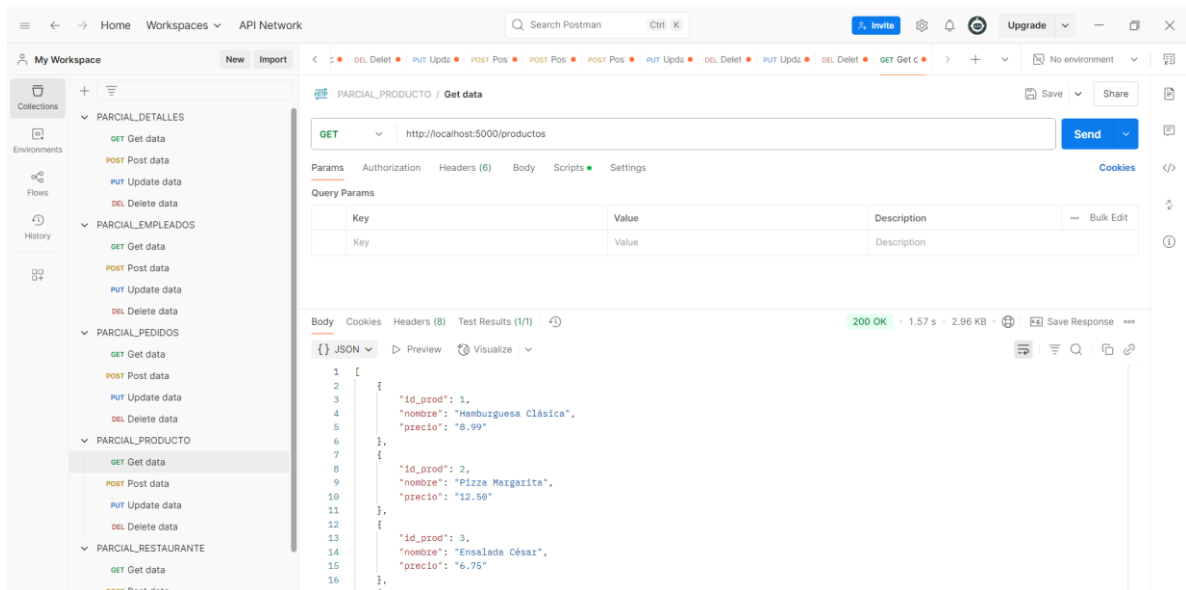 Home Workspaces API Network Search Postman Ctrl K Invite Upgrade
My Workspace New Import
DEL Delet PUT Upda POST Pos POST Pos POST Pos PUT Upda DEL Delet PUT Upda DEL Delet GET Get No environment
Collections
Environments
Flows
History
PARCIAL_DETALLES
GET Get data
POST Post data
PUT Update data
DEL Delete data
PARCIAL_EMPLEADOS
GET Get data
POST Post data
PUT Update data
DEL Delete data
PARCIAL_PEDIDOS
GET Get data
POST Post data
PUT Update data
DEL Delete data
PARCIAL_PRODUCTO
GET Get data
POST Post data
PUT Update data
DEL Delete data
PARCIAL_RESTAURANTE
GET Get data
HTTP PARCIAL_PRODUCTO / Get data Save Share
GET http://localhost:5000/productos Send
Params Authorization Headers (6) Body Scripts Settings Cookies
Query Params
Key Value Description Bulk Edit
Key Value Description
Body Cookies Headers (8) Test Results (1/1) 200 OK 1.57 s 2.96 KB Save Response
{} JSON Preview Visualize
1 [
2 {
3 "id_prod": 1,
4 "nombre": "Hamburguesa Clásica",
5 "precio": "8.99"
6 },
7 {
8 "id_prod": 2,
9 "nombre": "Pizza Margarita",
10 "precio": "12.50"
11 },
12 {
13 "id_prod": 3,
14 "nombre": "Ensalada César",
15 "precio": "6.75"
16 },